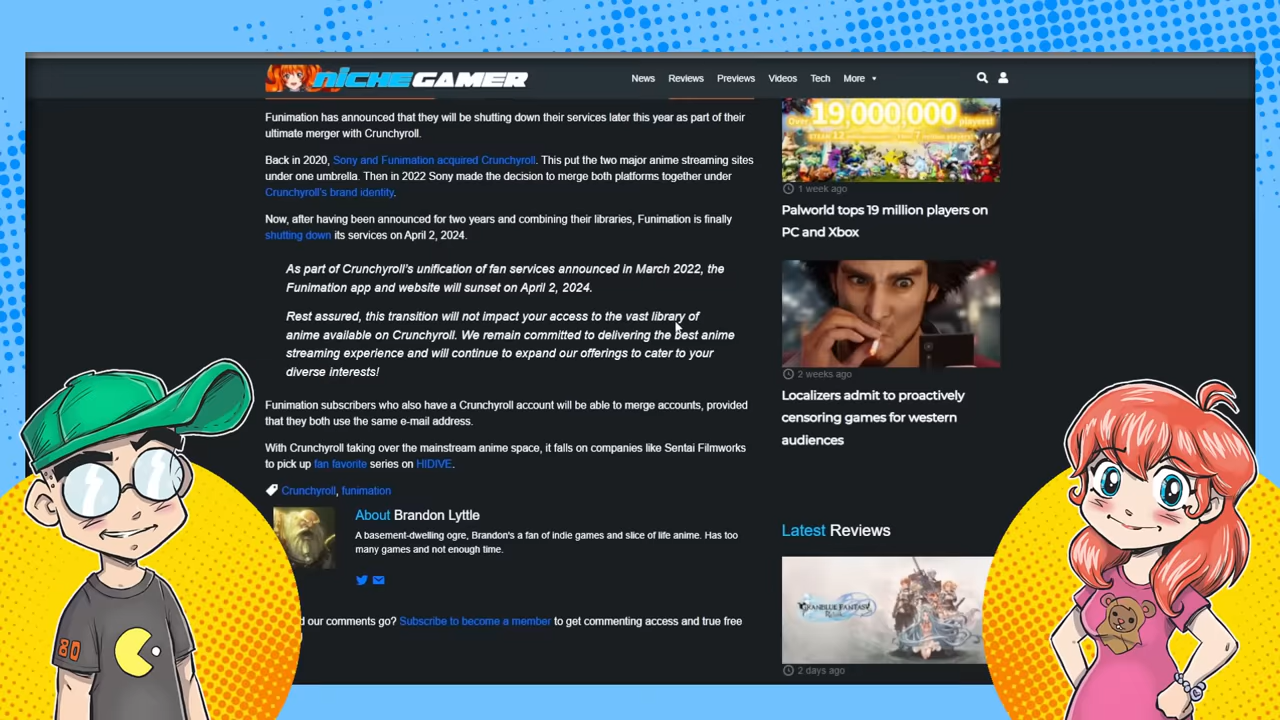 nicheGAMER
News
Reviews
Previews
Videos
Tech
More
Funimation has announced that they will be shutting down their services later this year as part of their
ultimate merger with Crunchyroll.
Back in 2020, Sony and Funimation acquired Crunchyroll. This put the two major anime streaming sites
under one umbrella. Then in 2022 Sony made the decision to merge both platforms together under
Crunchyroll's brand identity.
Now, after having been announced for two years and combining their libraries, Funimation is finally
shutting down its services on April 2, 2024.
As part of Crunchyroll's unification of fan services announced in March 2022, the
Funimation app and website will sunset on April 2, 2024.
Rest assured, this transition will not impact your access to the vast library of
anime available on Crunchyroll. We remain committed to delivering the best anime
streaming experience and will continue to expand our offerings to cater to your
diverse interests!
Funimation subscribers who also have a Crunchyroll account will be able to merge accounts, provided
that they both use the same e-mail address.
With Crunchyroll taking over the mainstream anime space, it falls on companies like Sentai Filmworks
to pick up fan favorite series on HIDIVE.
Crunchyroll, funimation
About Brandon Lyttle
A basement-dwelling ogre, Brandon's a fan of indie games and slice of life anime. Has too
many games and not enough time.
our comments go? Subscribe to become a member to get commenting access and true free
Over 19,000,000 players!
1 week ago
Palworld tops 19 million players on
PC and Xbox
2 weeks ago
Localizers admit to proactively
censoring games for western
audiences
Latest Reviews
GRANBLUE FANTASY
2 days ago
80